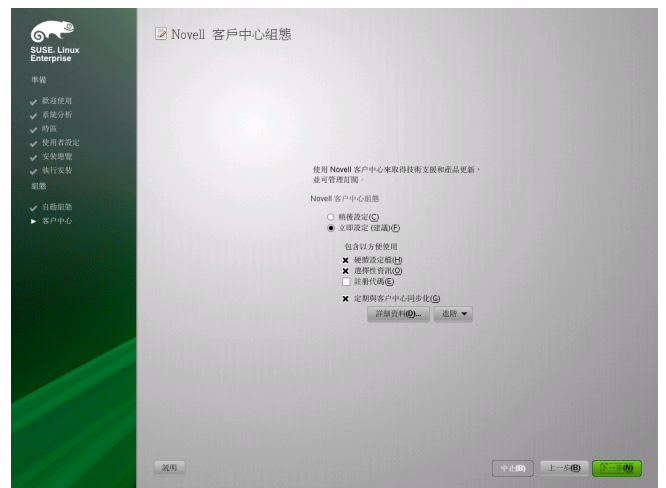 SUSE. Linux
Enterprise
準備
歡迎使用
系統分析
時區
使用者設定
安裝總覽
執行安裝
組態
自動組態
客戶中心
Novell 客戶中心組態
使用 Novell 客戶中心來取得技術支援和產品更新，
並可管理訂閱。
Novell 客戶中心組態
稍後設定(C)
立即設定 (建議)(F)
包含以方便使用
硬體設定檔(H)
選擇性資訊(O)
註冊代碼(E)
定期與客戶中心同步化(G)
詳細資料(D)...
進階
說明
中止(B)
上一步(B)
下一步(N)